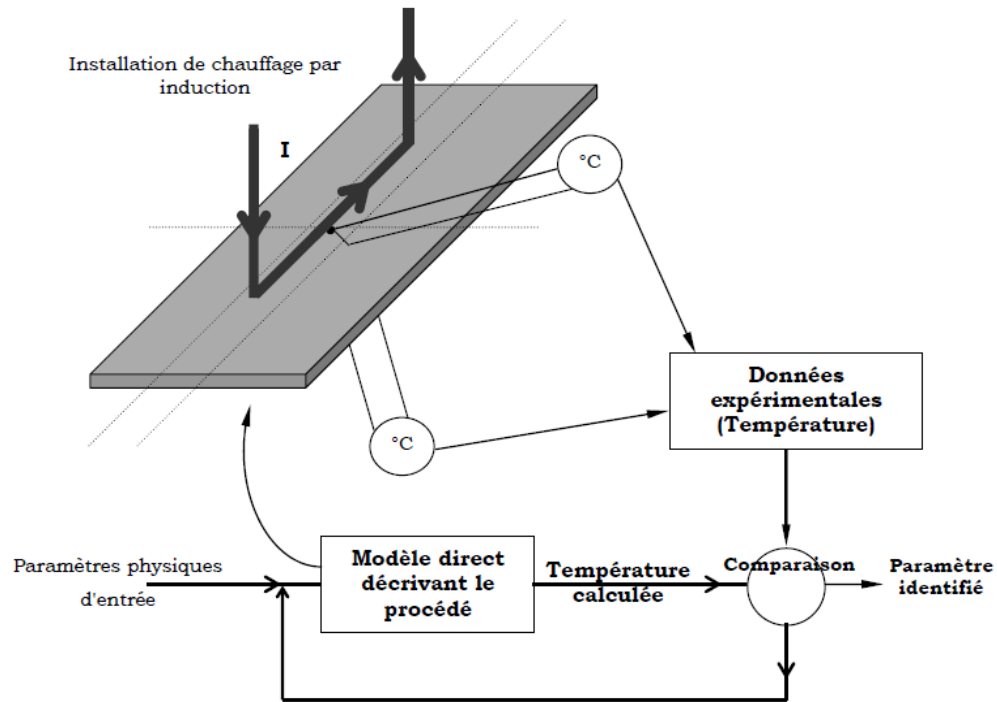 Installation de chauffage par
induction
I
°C
°C
Données
expérimentales
(Température)
Paramètres physiques
d'entrée
Modèle direct
décrivant le
procédé
Température
calculée
Comparaison
Paramètre
identifié